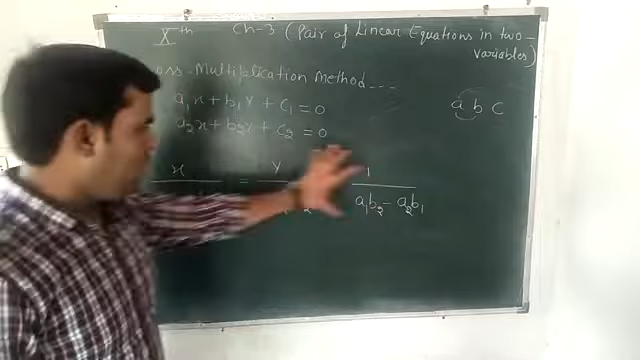 Xth Ch-3 (Pair of Linear Equations in two-
variables)
oss-Multiplication Method....
a₁x + b₁y + c₁ = 0
a₂x + b₂y + c₂ = 0
a b c
x = y 1
a₁b₂ - a₂b₁